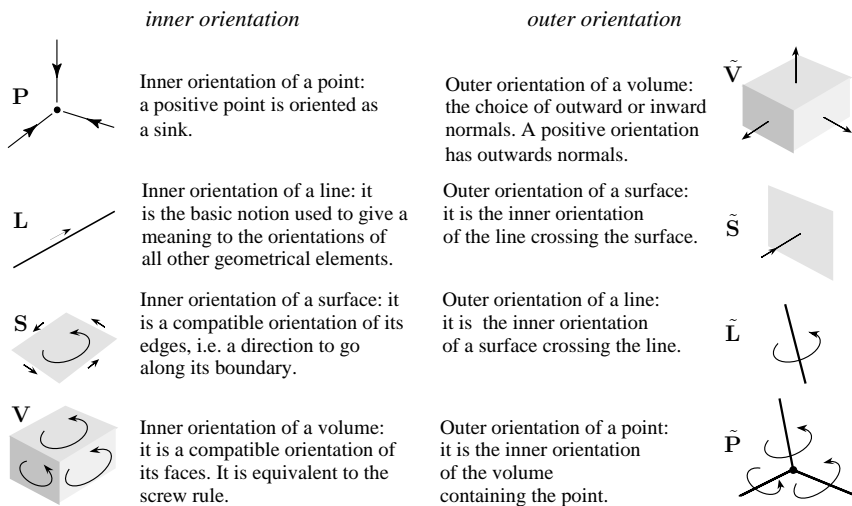 inner orientation
outer orientation
P
Inner orientation of a point:
a positive point is oriented as
a sink.
Outer orientation of a volume:
the choice of outward or inward
normals. A positive orientation
has outwards normals.
Ṽ
L
Inner orientation of a line: it
is the basic notion used to give a
meaning to the orientations of
all other geometrical elements.
Outer orientation of a surface:
it is the inner orientation
of the line crossing the surface.
S̃
S
Inner orientation of a surface: it
is a compatible orientation of its
edges, i.e. a direction to go
along its boundary.
Outer orientation of a line:
it is the inner orientation
of a surface crossing the line.
L̃
V
Inner orientation of a volume:
it is a compatible orientation of
its faces. It is equivalent to the
screw rule.
Outer orientation of a point:
it is the inner orientation
of the volume
containing the point.
P̃